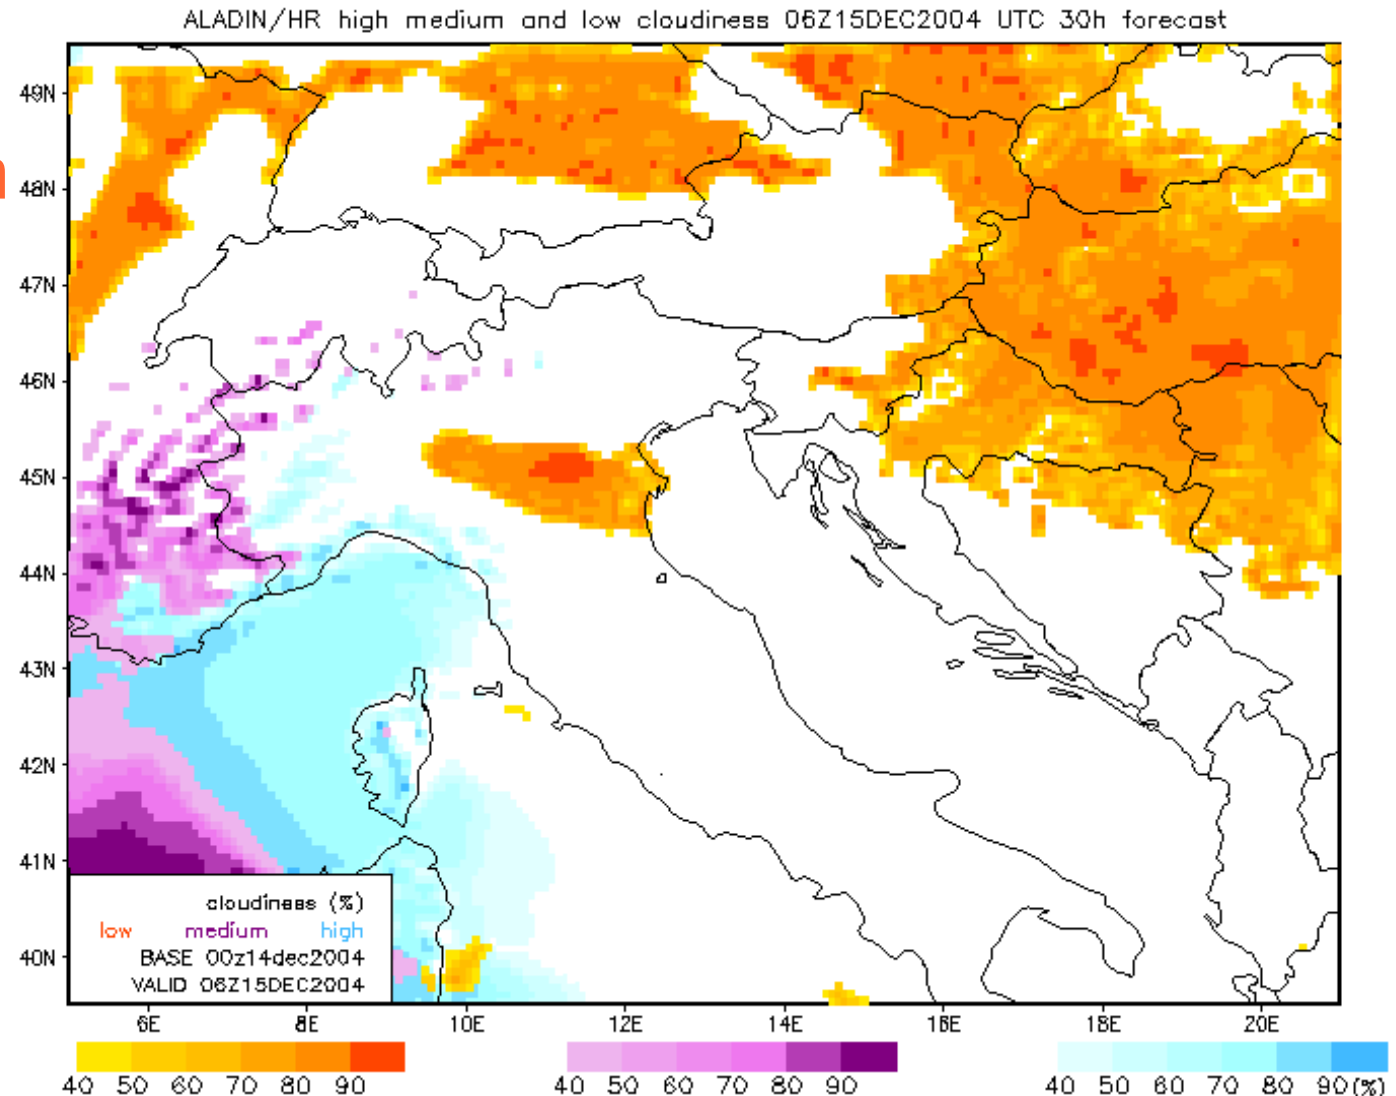 ALADIN/HR high medium and low cloudiness 06Z15DEC2004 UTC 30h forecast
49N
48N
47N
46N
45N
44N
43N
42N
41N
40N
cloudiness (%)
low medium high
BASE 00z14dec2004
VALID 06Z15DEC2004
6E 8E 10E 12E 14E 16E 18E 20E
40 50 60 70 80 90 40 50 60 70 80 90 40 50 60 70 80 90(%)